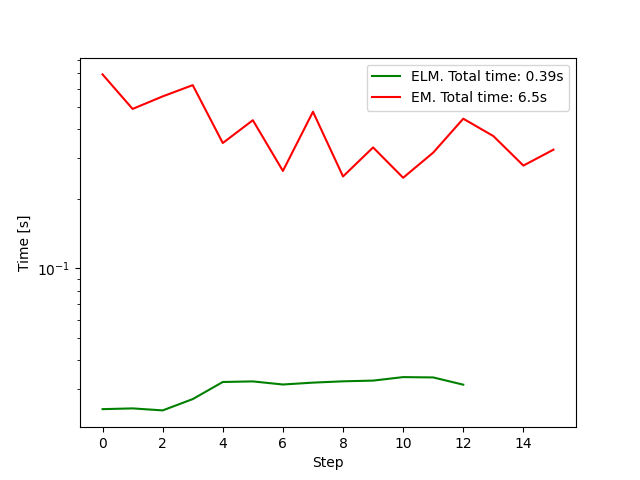 ELM. Total time: 0.39s
EM. Total time: 6.5s
Time [s]
10⁻¹
0 2 4 6 8 10 12 14
Step